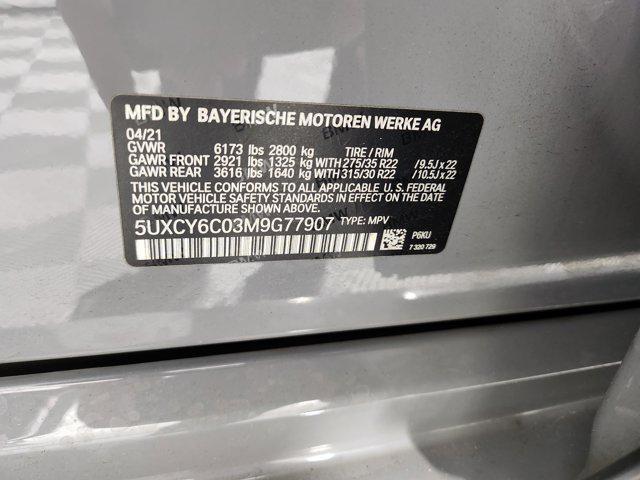 MFD BY BAYERISCHE MOTOREN WERKE AG
04/21
GVWR 6173 lbs 2800 kg TIRE / RIM
GAWR FRONT 2921 lbs 1325 kg WITH 275/35 R22 / 9.5J x 22
GAWR REAR 3616 lbs 1640 kg WITH 315/30 R22 / 10.5J x 22
THIS VEHICLE CONFORMS TO ALL APPLICABLE U. S. FEDERAL
MOTOR VEHICLE SAFETY STANDARDS IN EFFECT ON THE DATE
OF MANUFACTURE SHOWN ABOVE.
5UXCY6C03M9G77907 TYPE: MPV
P6KU
7 320 729